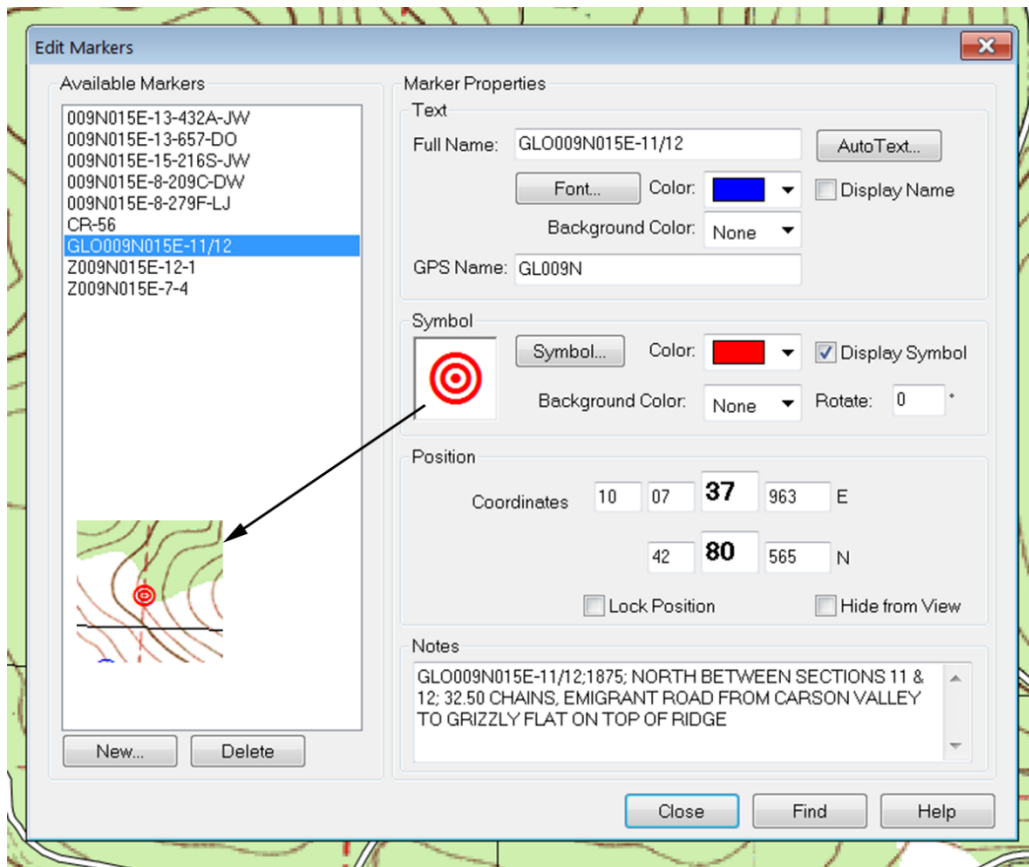 Edit Markers
Available Markers
009N015E-13-432A-JW
009N015E-13-657-DO
009N015E-15-216S-JW
009N015E-8-209C-DW
009N015E-8-279F-LJ
CR-56
GLO009N015E-11/12
Z009N015E-12-1
Z009N015E-7-4
New...
Delete
Marker Properties
Text
Full Name: GLO009N015E-11/12 AutoText...
Font... Color: Display Name
Background Color: None
GPS Name: GL009N
Symbol
Symbol... Color: Display Symbol
Background Color: None Rotate: 0 °
Position
Coordinates 10 07 37 963 E
42 80 565 N
Lock Position Hide from View
Notes
GLO009N015E-11/12;1875; NORTH BETWEEN SECTIONS 11 &
12; 32.50 CHAINS, EMIGRANT ROAD FROM CARSON VALLEY
TO GRIZZLY FLAT ON TOP OF RIDGE
Close Find Help